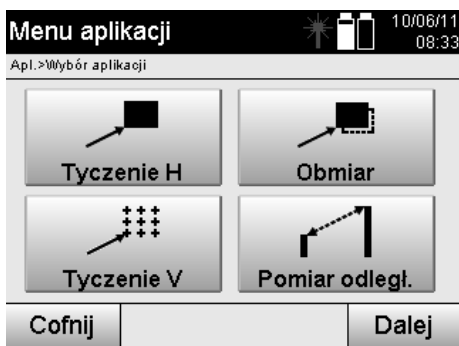 Menu aplikacji
10/06/11
08:33
Apl.>Wybór aplikacji
Tyczenie H
Obmiar
Tyczenie V
Pomiar odległ.
Cofnij
Dalej